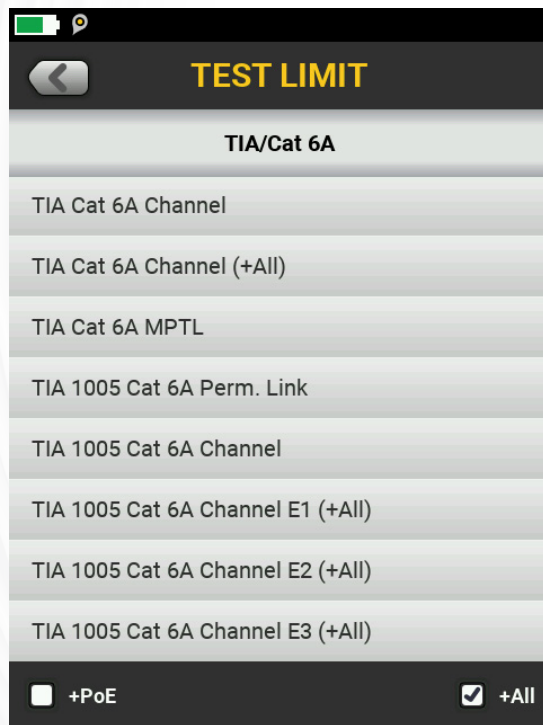 TEST LIMIT
TIA/Cat 6A
TIA Cat 6A Channel
TIA Cat 6A Channel (+All)
TIA Cat 6A MPTL
TIA 1005 Cat 6A Perm. Link
TIA 1005 Cat 6A Channel
TIA 1005 Cat 6A Channel E1 (+All)
TIA 1005 Cat 6A Channel E2 (+All)
TIA 1005 Cat 6A Channel E3 (+All)
+PoE +All